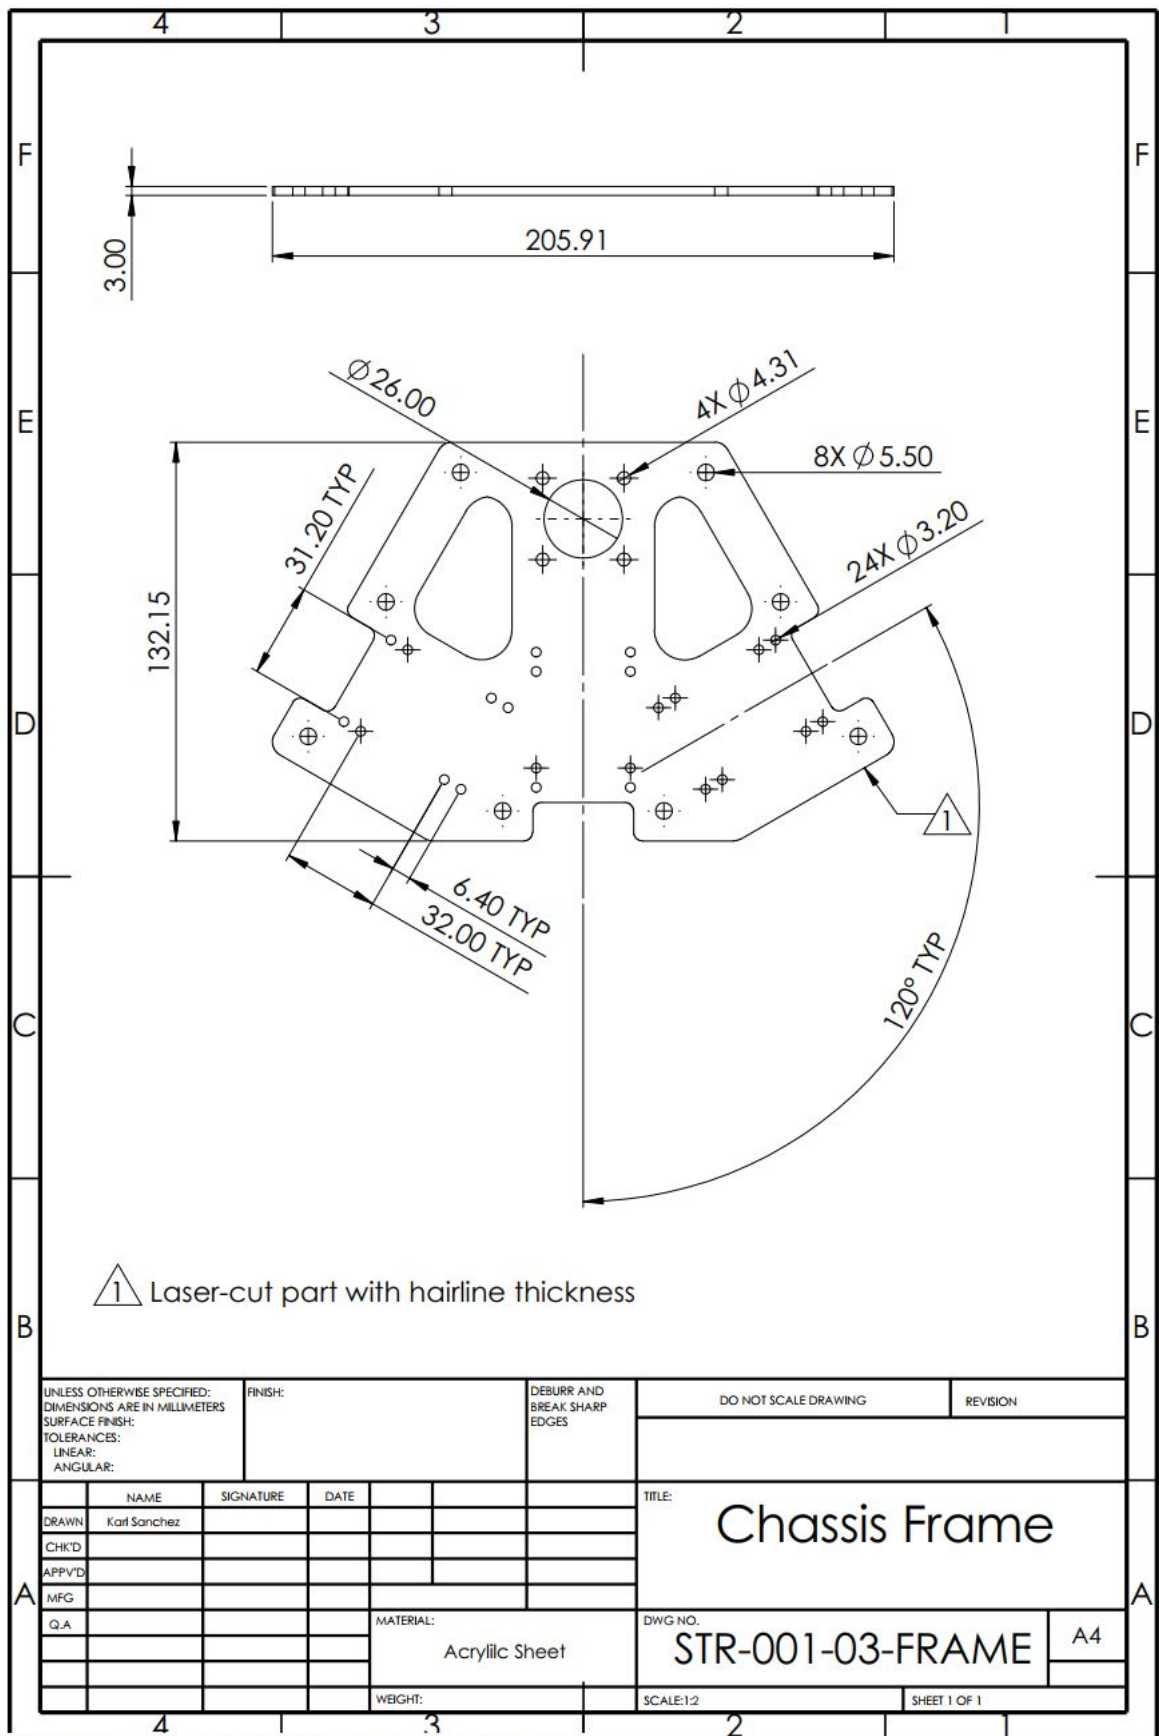 4 3 2 1
F F
3.00
205.91
Ø26.00
4X Ø4.31
E E
8X Ø5.50
31.20 TYP
24X Ø3.20
132.15
D D
1
6.40 TYP
32.00 TYP
120° TYP
C C
1 Laser-cut part with hairline thickness
B B
UNLESS OTHERWISE SPECIFIED:
DIMENSIONS ARE IN MILLIMETERS
SURFACE FINISH:
TOLERANCES:
LINEAR:
ANGULAR:
FINISH:
DEBURR AND
BREAK SHARP
EDGES
DO NOT SCALE DRAWING
REVISION
NAME SIGNATURE DATE
DRAWN Karl Sanchez
CHK'D
APPV'D
MFG
Q.A
TITLE:
Chassis Frame
A A
MATERIAL:
Acrylilc Sheet
DWG NO.
STR-001-03-FRAME
A4
WEIGHT:
SCALE:1:2
SHEET 1 OF 1
4 3 2 1